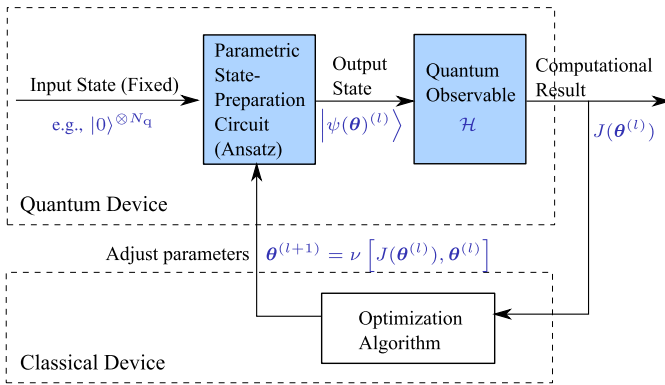 Input State (Fixed)
e.g., |0⟩^{⊗N_q}
Parametric
State-
Preparation
Circuit
(Ansatz)
Output
State
|ψ(θ)^{(l)}⟩
Quantum
Observable
ℋ
Computational
Result
J(θ^{(l)})
Quantum Device
Adjust parameters
θ^{(l+1)} = ν [J(θ^{(l)}), θ^{(l)}]
Optimization
Algorithm
Classical Device